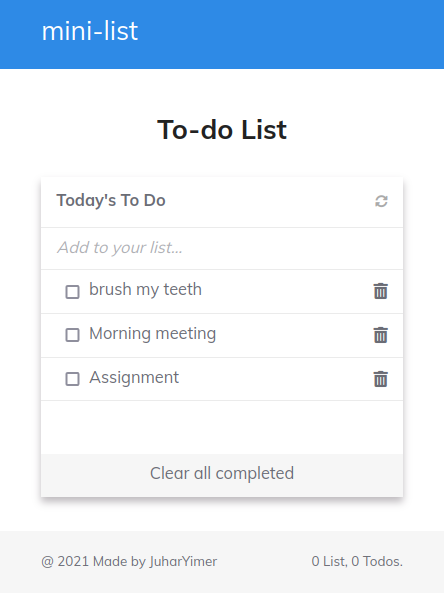 mini-list
To-do List
Today's To Do
Add to your list...
brush my teeth
Morning meeting
Assignment
Clear all completed
@ 2021 Made by JuharYimer
0 List, 0 Todos.